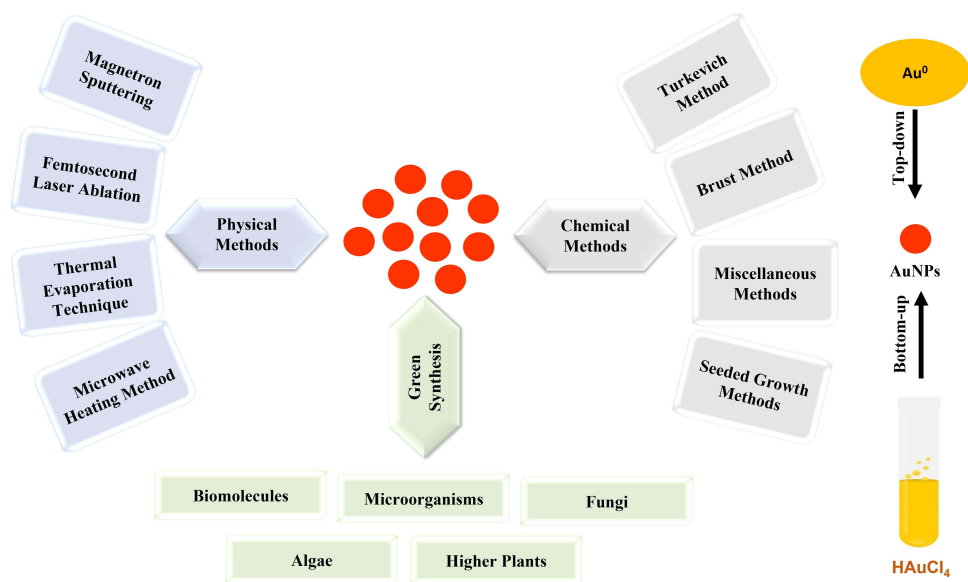 Magnetron
Sputtering
Femtosecond
Laser Ablation
Thermal
Evaporation
Technique
Microwave
Heating Method
Physical
Methods
Green
Synthesis
Chemical
Methods
Turkevich
Method
Brust Method
Miscellaneous
Methods
Seeded Growth
Methods
Biomolecules
Microorganisms
Fungi
Algae
Higher Plants
Au⁰
Top-down
AuNPs
Bottom-up
HAuCl₄